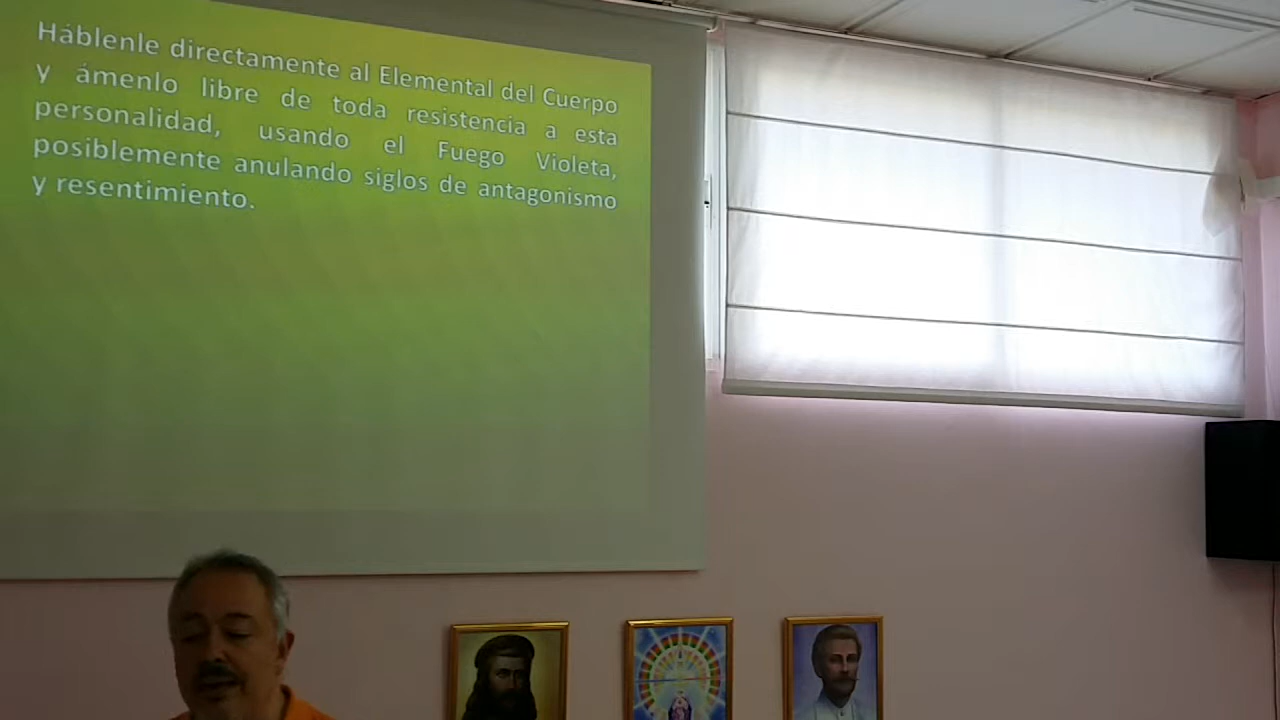 Háblenle directamente al Elemental del Cuerpo
y ámenlo libre de toda resistencia a esta
personalidad, usando el Fuego Violeta,
posiblemente anulando siglos de antagonismo
y resentimiento.